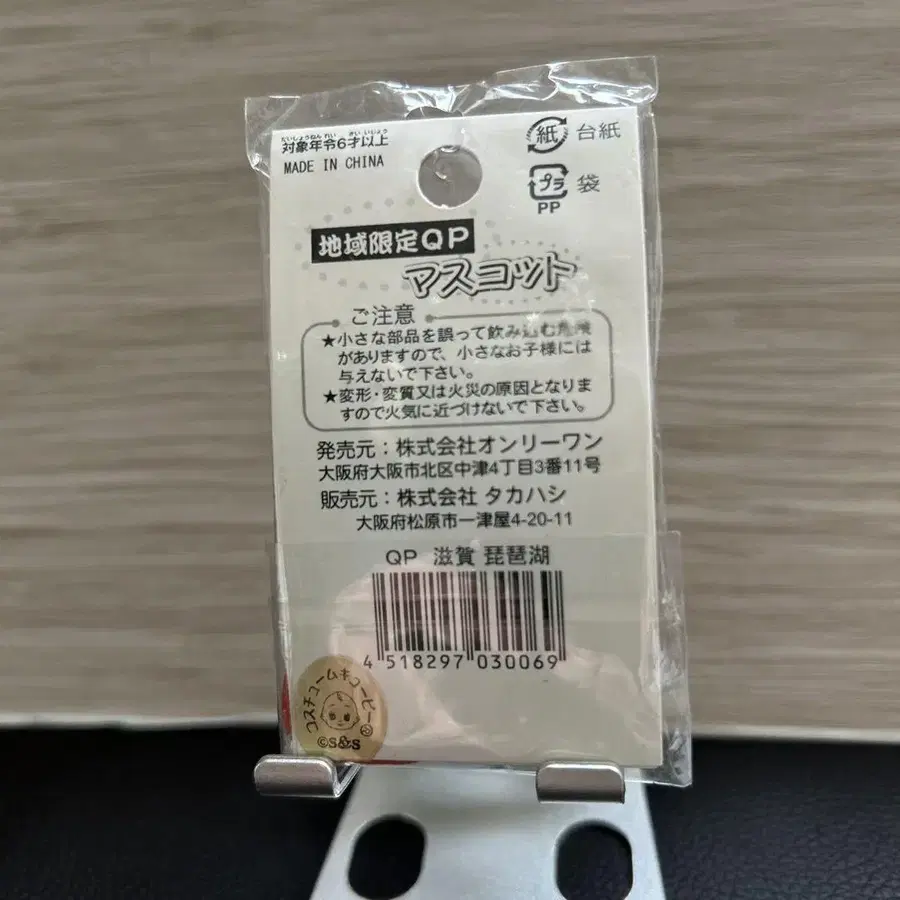 たいしょうねんれい さいいじょう
対象年令6才以上
MADE IN CHINA
紙 台紙
プラ 袋
PP
地域限定QP
マスコット
ご注意
★小さな部品を誤って飲み込む危険
がありますので、小さなお子様には
与えないで下さい。
★変形・変質又は火災の原因となりま
すので火気に近づけないで下さい。
発売元：株式会社オンリーワン
大阪府大阪市北区中津4丁目3番11号
販売元：株式会社 タカハシ
大阪府松原市一津屋4-20-11
QP 滋賀 琵琶湖
4 518297 030069
コスチュームキューピー®
©S&S